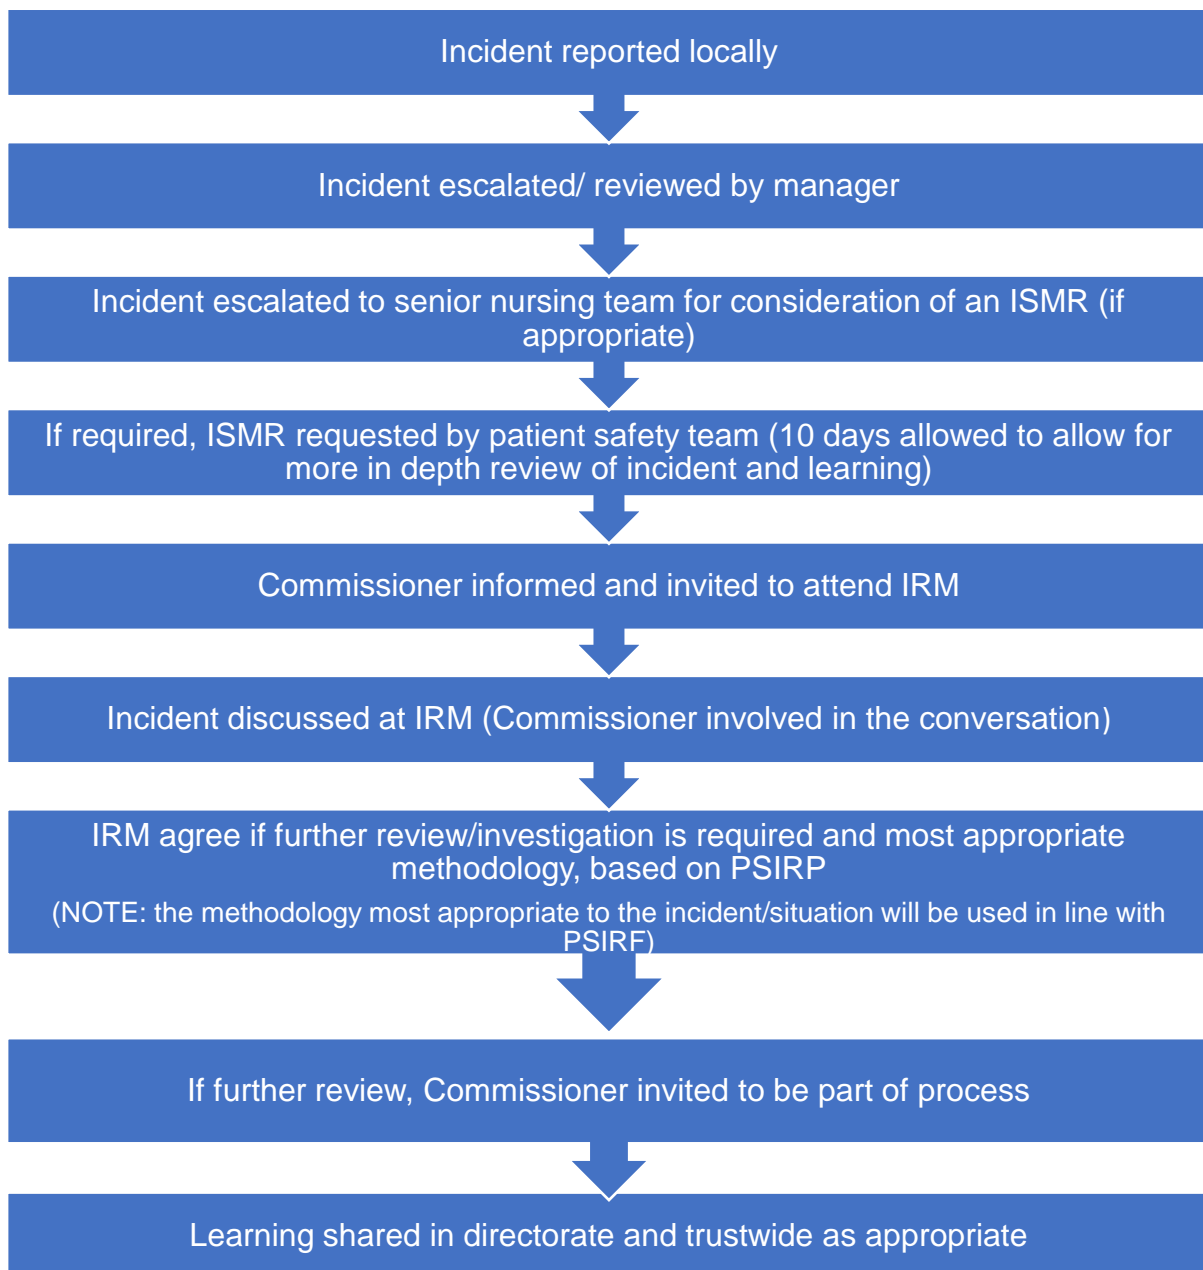 Incident reported locally
Incident escalated/ reviewed by manager
Incident escalated to senior nursing team for consideration of an ISMR (if
appropriate)
If required, ISMR requested by patient safety team (10 days allowed to allow for
more in depth review of incident and learning)
Commissioner informed and invited to attend IRM
Incident discussed at IRM (Commissioner involved in the conversation)
IRM agree if further review/investigation is required and most appropriate
methodology, based on PSIRP
(NOTE: the methodology most appropriate to the incident/situation will be used in line with
PSIRF)
If further review, Commissioner invited to be part of process
Learning shared in directorate and trustwide as appropriate